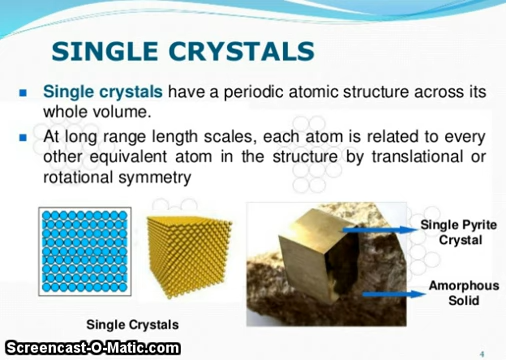 SINGLE CRYSTALS
Single crystals have a periodic atomic structure across its
whole volume.
At long range length scales, each atom is related to every
other equivalent atom in the structure by translational or
rotational symmetry
Single Pyrite
Crystal
Amorphous
Solid
Single Crystals
Screencast-O-Matic.com
4